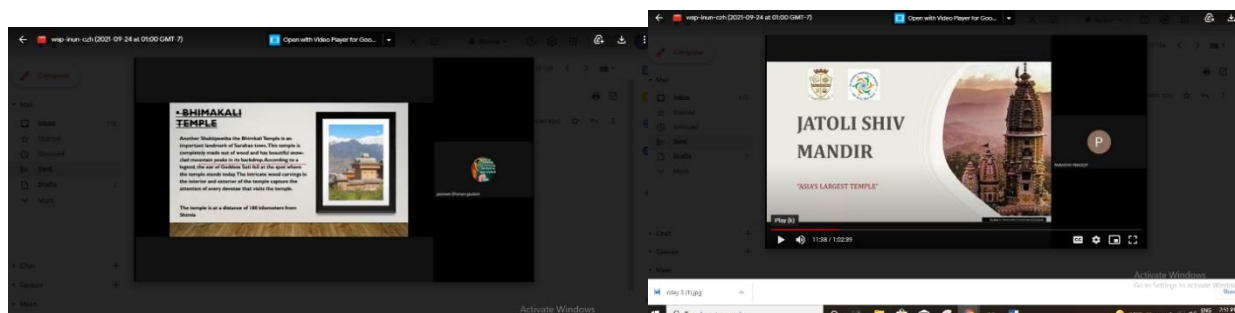 wsp-inun-czh (2021-09-24 at 01:00 GMT-7)
Open with Video Player for Goo...
Compose
Mail
Inbox
Starred
Snoozed
Sent
Drafts
More
Chat
Spaces
Meet
• BHIMAKALI
TEMPLE
Another Shaktipeetha the Bhimkali Temple is an
important landmark of Sarahan town. This temple is
completely made out of wood and has beautiful snow-
clad mountain peaks in its backdrop. According to a
legend, the ear of Goddess Sati fell at the spot where
the temple stands today. The intricate wood carvings in
the interior and exterior of the temple capture the
attention of every devotee that visits the temple.
The temple is at a distance of 180 kilometers from
Shimla
Activate Windows
wsp-inun-czh (2021-09-24 at 01:00 GMT-7)
Open with Video Player for Goo...
Compose
Mail
Inbox
Starred
Snoozed
Sent
Drafts
More
Chat
Spaces
Meet
JATOLI SHIV
MANDIR
"ASIA'S LARGEST TEMPLE"
P
Play (k)
11:38 / 1:02:39
Activate Windows
Go to Settings to activate Windows
ENG